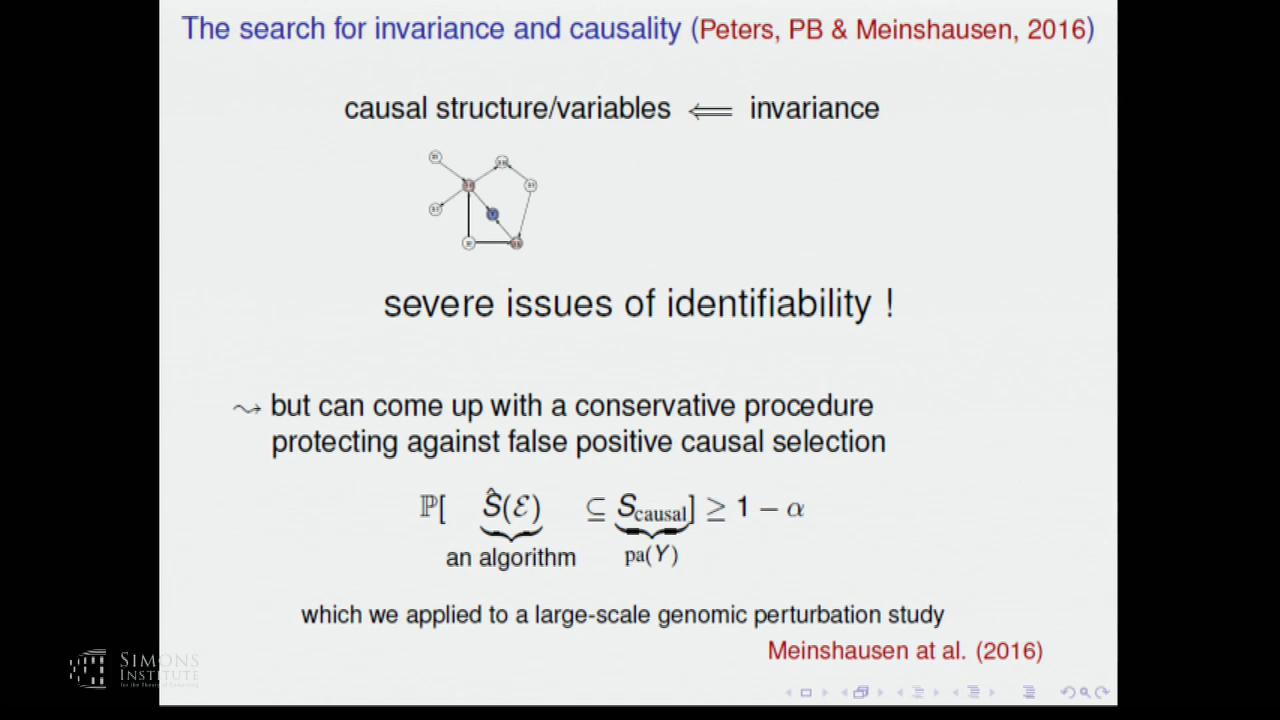 The search for invariance and causality (Peters, PB & Meinshausen, 2016)
causal structure/variables ⟸ invariance
severe issues of identifiability !
⇝ but can come up with a conservative procedure
protecting against false positive causal selection
ℙ[ Ŝ(ℰ) ⊆ S_causal] ≥ 1 − α
an algorithm pa(Y)
which we applied to a large-scale genomic perturbation study
Meinshausen at al. (2016)
SIMONS
INSTITUTE